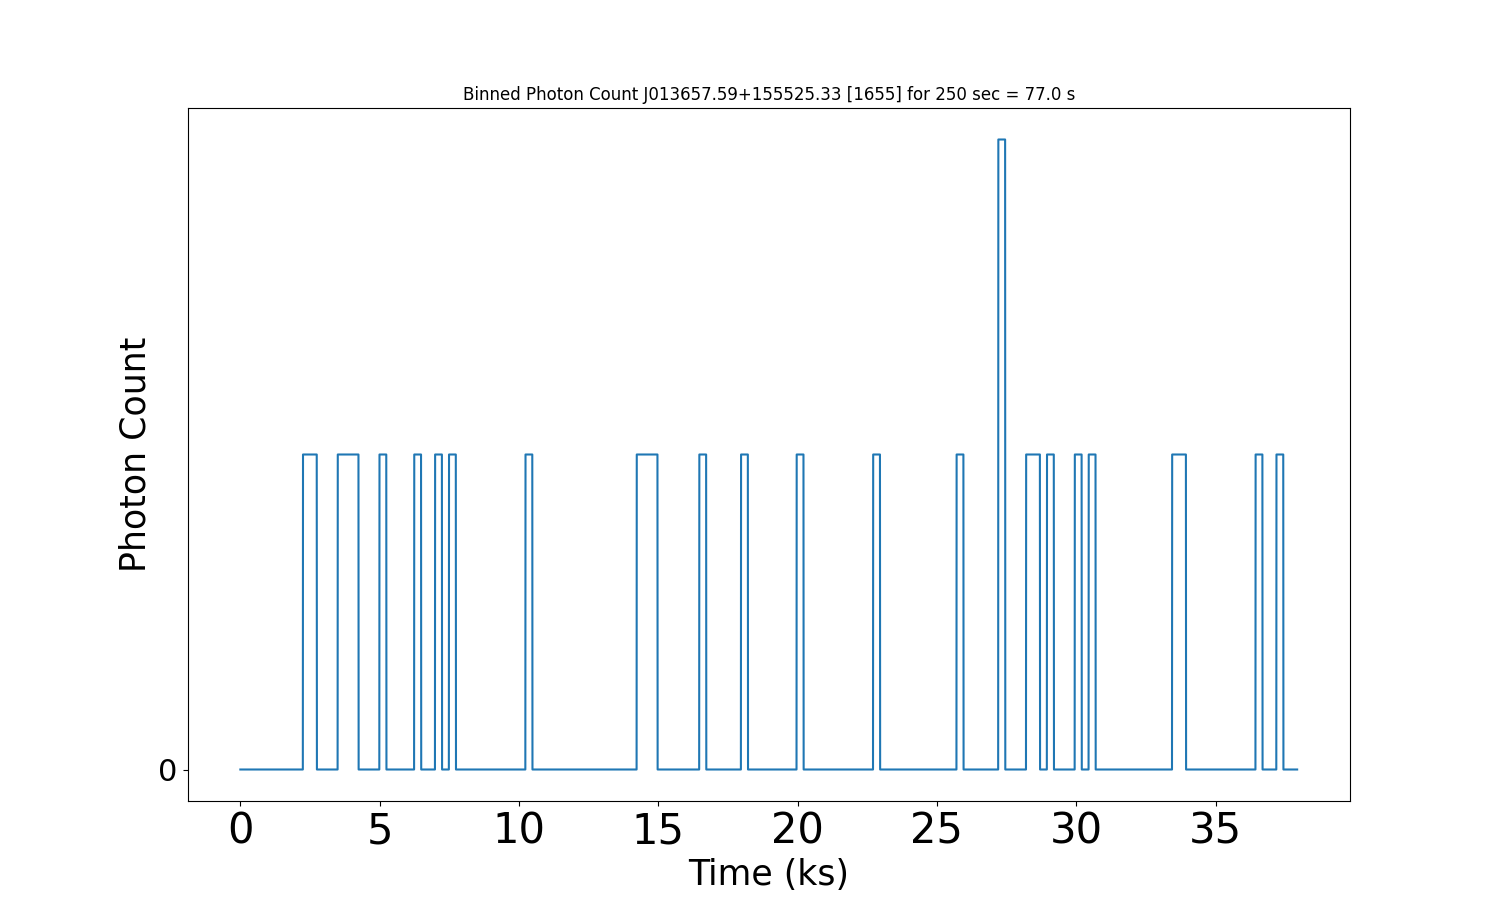 Binned Photon Count J013657.59+155525.33 [1655] for 250 sec = 77.0 s
Photon Count
0
0 5 10 15 20 25 30 35
Time (ks)